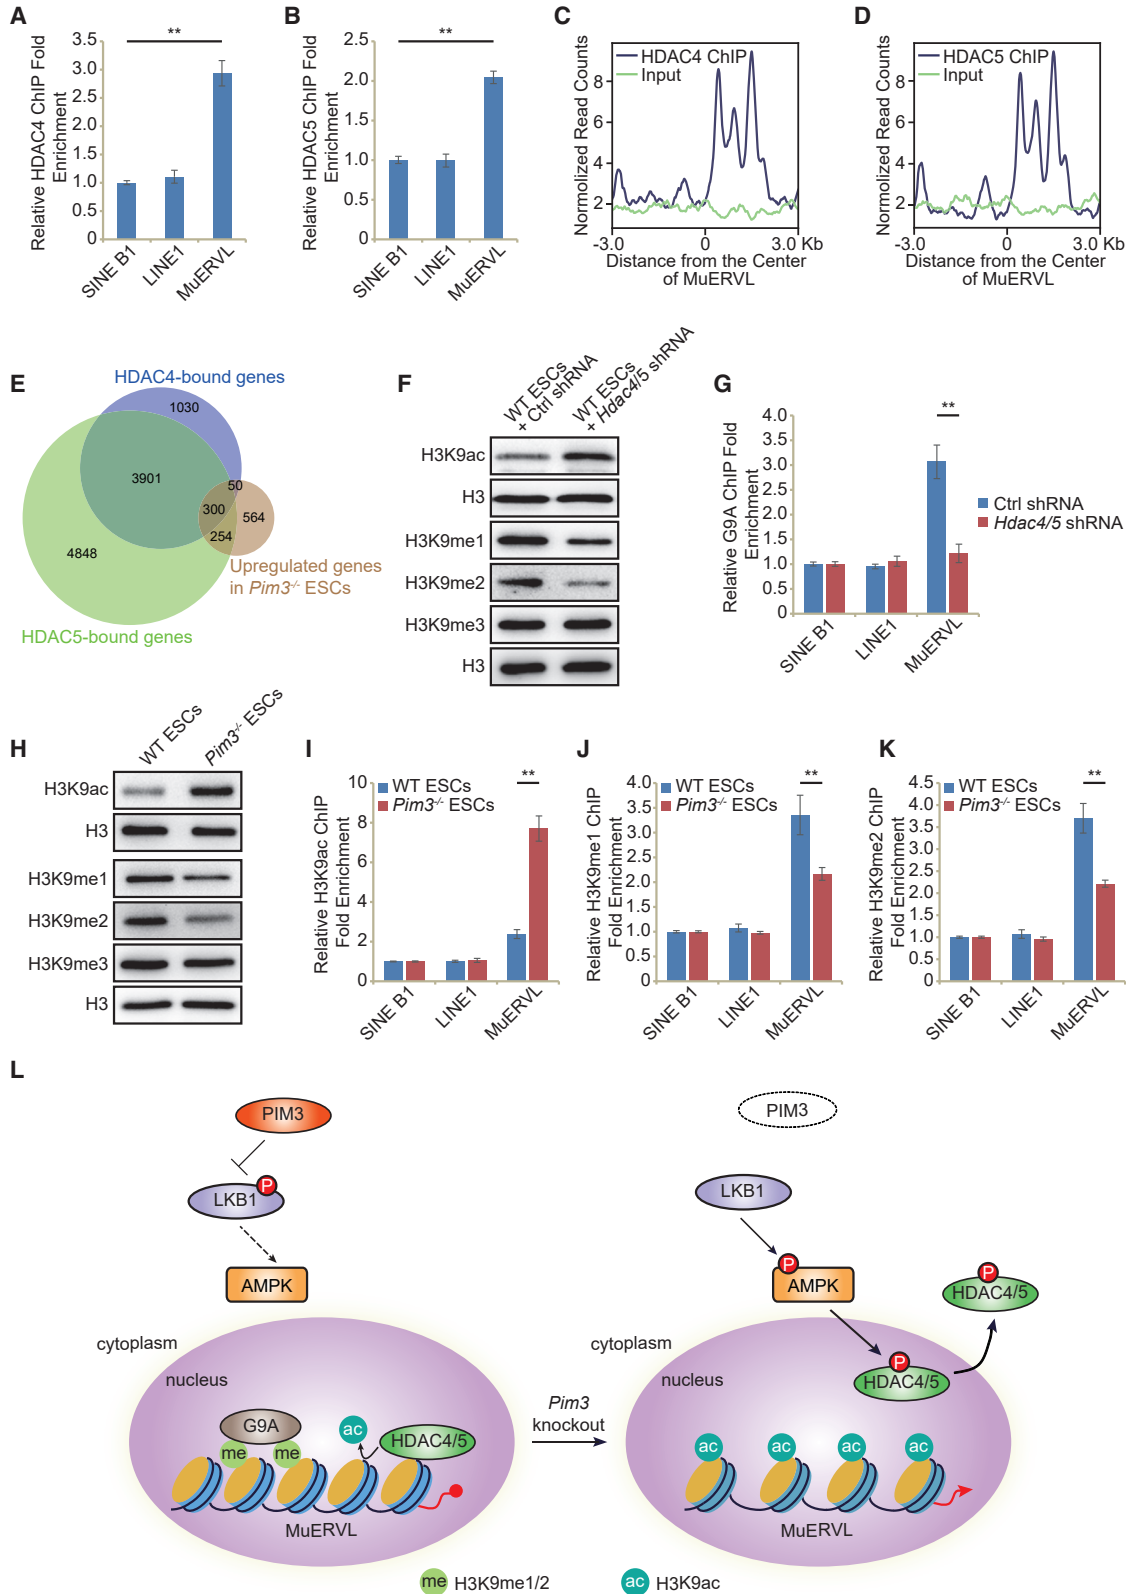 A
Relative HDAC4 ChIP Fold
Enrichment
3.5
3.0
2.5
2.0
1.5
1.0
0.5
0
**
SINE B1
LINE1
MuERVL
B
Relative HDAC5 ChIP Fold
Enrichment
2.5
2.0
1.5
1.0
0.5
0
**
SINE B1
LINE1
MuERVL
C
Normolized Read Counts
8
6
4
2
HDAC4 ChIP
Input
-3.0
0
3.0 Kb
Distance from the Center
of MuERVL
D
Normolized Read Counts
8
6
4
2
HDAC5 ChIP
Input
-3.0
0
3.0 Kb
Distance from the Center
of MuERVL
E
HDAC4-bound genes
1030
3901
50
300
564
254
4848
Upregulated genes
in Pim3-/- ESCs
HDAC5-bound genes
F
WT ESCs
+ Ctrl shRNA
WT ESCs
+ Hdac4/5 shRNA
H3K9ac
H3
H3K9me1
H3K9me2
H3K9me3
H3
G
Relative G9A ChIP Fold
Enrichment
4.0
3.5
3.0
2.5
2.0
1.5
1.0
0.5
0
**
Ctrl shRNA
Hdac4/5 shRNA
SINE B1
LINE1
MuERVL
H
WT ESCs
Pim3-/- ESCs
H3K9ac
H3
H3K9me1
H3K9me2
H3K9me3
H3
I
Relative H3K9ac ChIP
Fold Enrichment
10
8
6
4
2
0
WT ESCs
Pim3-/- ESCs
**
SINE B1
LINE1
MuERVL
J
Relative H3K9me1 ChIP
Fold Enrichment
4.0
3.5
3.0
2.5
2.0
1.5
1.0
0.5
0
WT ESCs
Pim3-/- ESCs
**
SINE B1
LINE1
MuERVL
K
Relative H3K9me2 ChIP
Fold Enrichment
4.5
4.0
3.5
3.0
2.5
2.0
1.5
1.0
0.5
0
WT ESCs
Pim3-/- ESCs
**
SINE B1
LINE1
MuERVL
L
PIM3
P
LKB1
AMPK
cytoplasm
nucleus
G9A
me
me
ac
HDAC4/5
MuERVL
Pim3
knockout
PIM3
LKB1
P
AMPK
P
HDAC4/5
cytoplasm
nucleus
P
HDAC4/5
ac
ac
ac
ac
MuERVL
me H3K9me1/2
ac H3K9ac